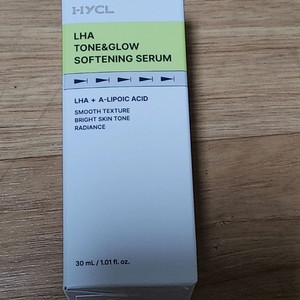 HYCL
LHA
TONE&GLOW
SOFTENING SERUM
LHA + A-LIPOIC ACID
SMOOTH TEXTURE
BRIGHT SKIN TONE
RADIANCE
30 mL / 1.01 fl. oz.